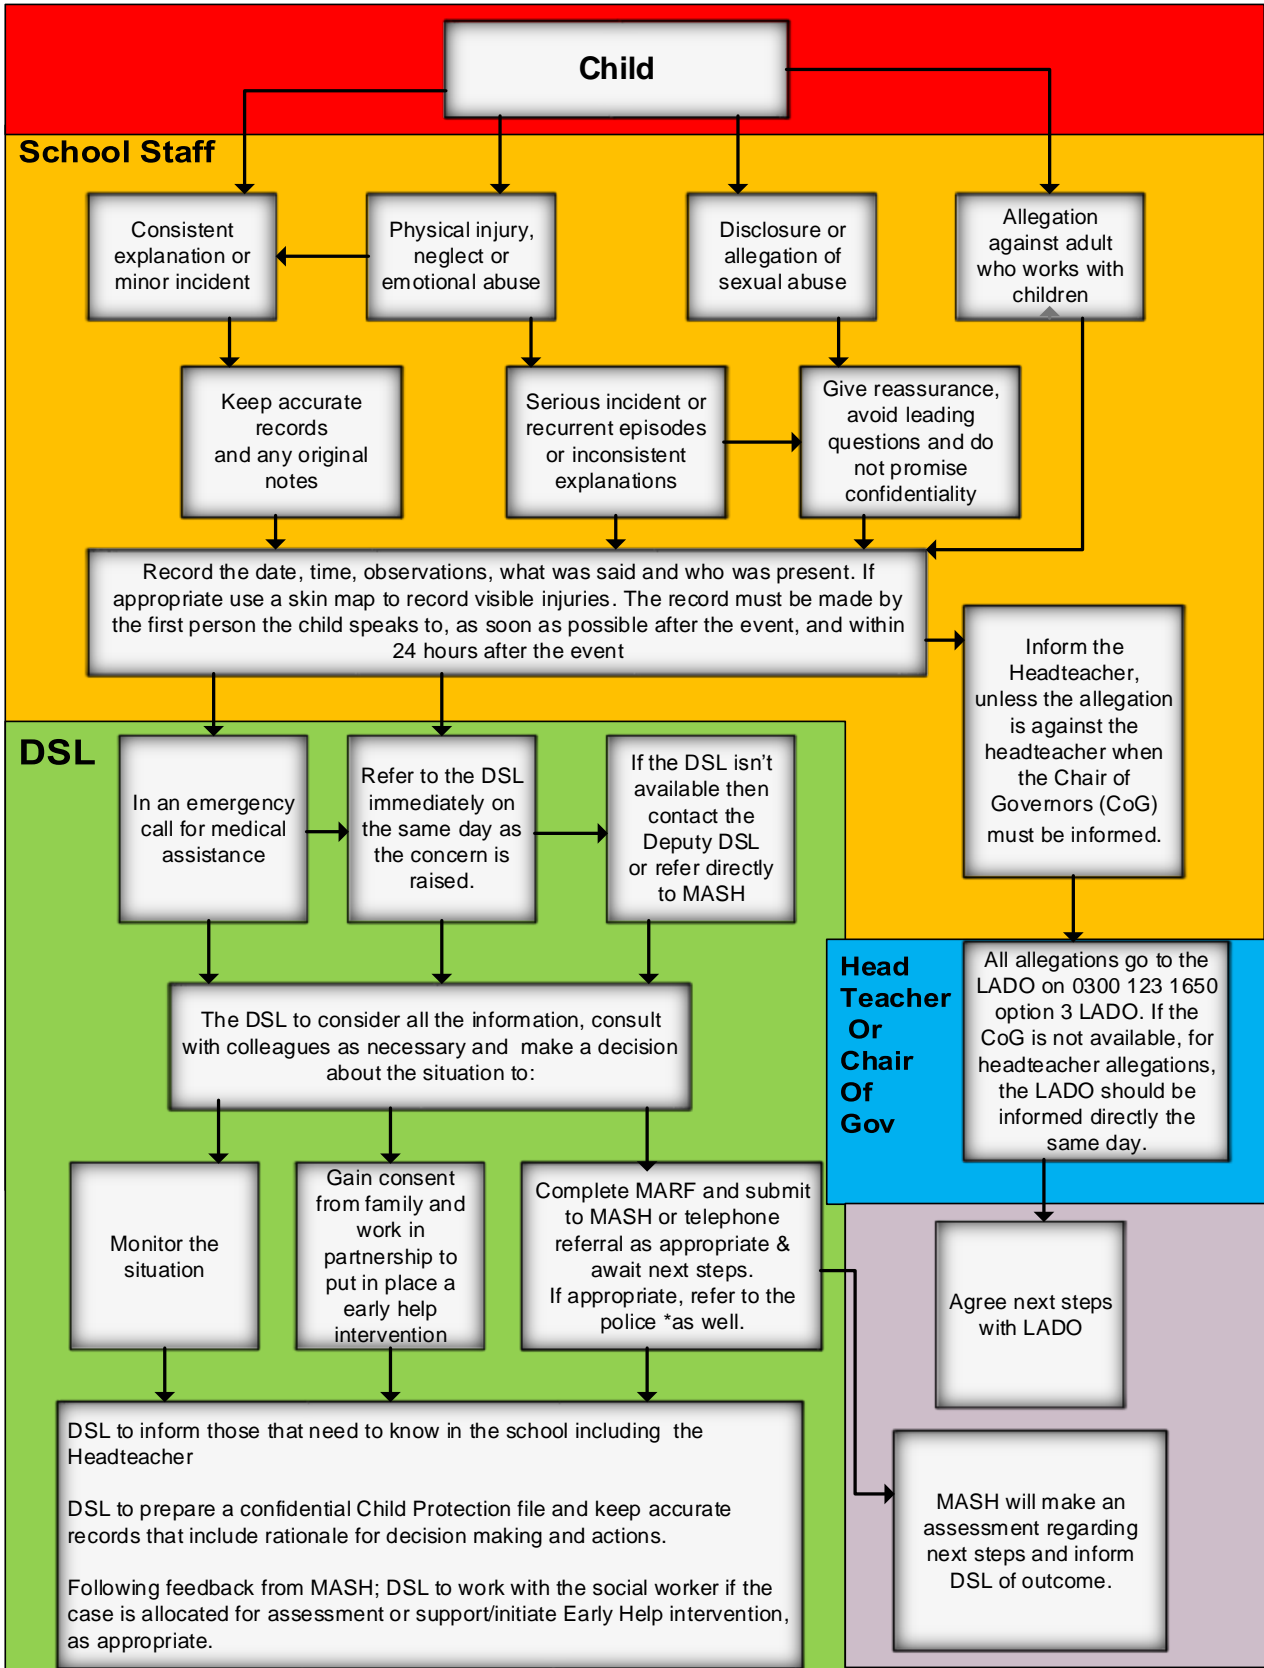 Child
School Staff
Consistent
explanation or
minor incident
Physical injury,
neglect or
emotional abuse
Disclosure or
allegation of
sexual abuse
Allegation
against adult
who works with
children
Keep accurate
records
and any original
notes
Serious incident or
recurrent episodes
or inconsistent
explanations
Give reassurance,
avoid leading
questions and do
not promise
confidentiality
Record the date, time, observations, what was said and who was present. If
appropriate use a skin map to record visible injuries. The record must be made by
the first person the child speaks to, as soon as possible after the event, and within
24 hours after the event
Inform the
Headteacher,
unless the allegation
is against the
headteacher when
the Chair of
Governors (CoG)
must be informed.
DSL
In an emergency
call for medical
assistance
Refer to the DSL
immediately on
the same day as
the concern is
raised.
If the DSL isn't
available then
contact the
Deputy DSL
or refer directly
to MASH
Head
Teacher
Or
Chair
Of
Gov
All allegations go to the
LADO on 0300 123 1650
option 3 LADO. If the
CoG is not available, for
headteacher allegations,
the LADO should be
informed directly the
same day.
The DSL to consider all the information, consult
with colleagues as necessary and make a decision
about the situation to:
Monitor the
situation
Gain consent
from family and
work in
partnership to
put in place a
early help
intervention
Complete MARF and submit
to MASH or telephone
referral as appropriate &
await next steps.
If appropriate, refer to the
police *as well.
Agree next steps
with LADO
DSL to inform those that need to know in the school including the
Headteacher
DSL to prepare a confidential Child Protection file and keep accurate
records that include rationale for decision making and actions.
Following feedback from MASH; DSL to work with the social worker if the
case is allocated for assessment or support/initiate Early Help intervention,
as appropriate.
MASH will make an
assessment regarding
next steps and inform
DSL of outcome.